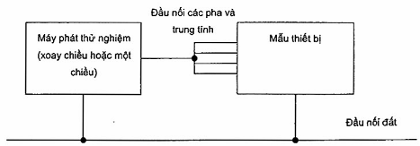 Đầu nối các pha và
trung tính
Máy phát thử nghiệm
(xoay chiều hoặc một
chiều)
Mẫu thiết bị
Đầu nối đất